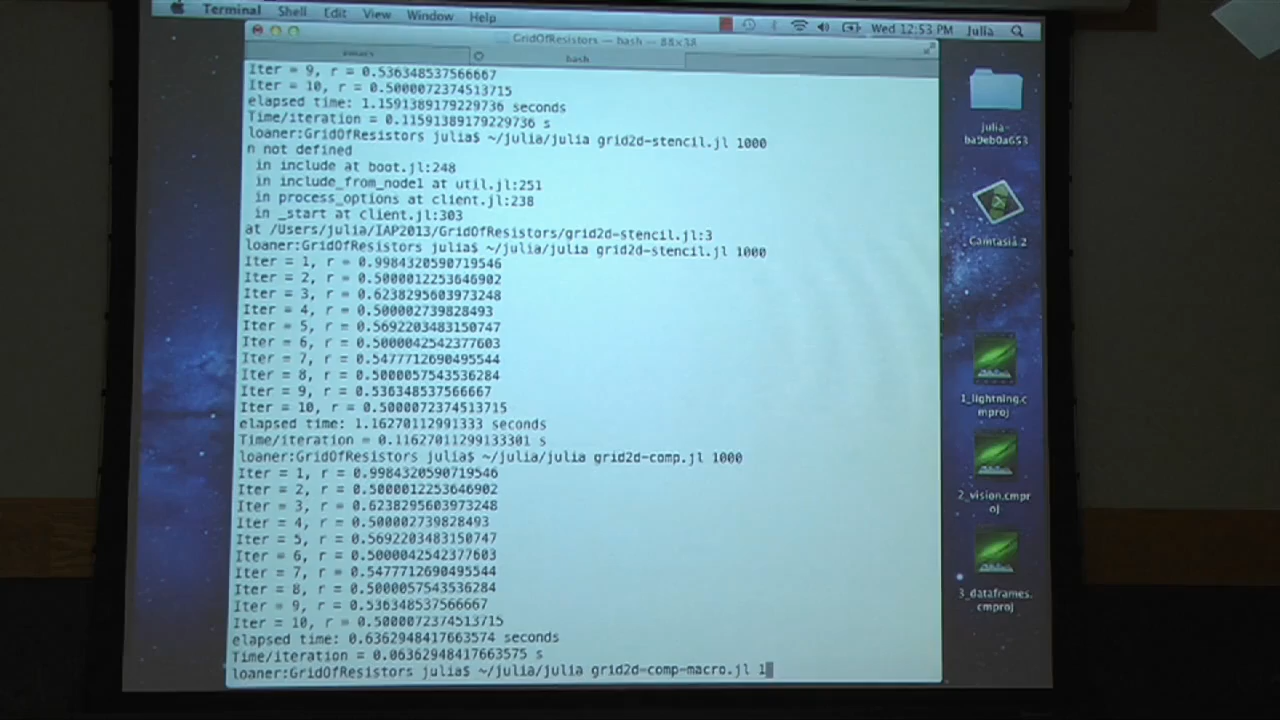 Terminal Shell Edit View Window Help
Wed 12:53 PM Julia
GridOfResistors — bash — 88×38
emacs
bash
Iter = 9, r = 0.536348537566667
Iter = 10, r = 0.5000072374513715
elapsed time: 1.1591389179229736 seconds
Time/iteration = 0.11591389179229736 s
loaner:GridOfResistors julia$ ~/julia/julia grid2d-stencil.jl 1000
n not defined
in include at boot.jl:248
in include_from_node1 at util.jl:251
in process_options at client.jl:238
in _start at client.jl:303
at /Users/julia/IAP2013/GridOfResistors/grid2d-stencil.jl:3
loaner:GridOfResistors julia$ ~/julia/julia grid2d-stencil.jl 1000
Iter = 1, r = 0.9984320590719546
Iter = 2, r = 0.5000012253646902
Iter = 3, r = 0.6238295603973248
Iter = 4, r = 0.500002739828493
Iter = 5, r = 0.5692203483150747
Iter = 6, r = 0.5000042542377603
Iter = 7, r = 0.5477712690495544
Iter = 8, r = 0.5000057543536284
Iter = 9, r = 0.536348537566667
Iter = 10, r = 0.5000072374513715
elapsed time: 1.16270112991333 seconds
Time/iteration = 0.11627011299133301 s
loaner:GridOfResistors julia$ ~/julia/julia grid2d-comp.jl 1000
Iter = 1, r = 0.9984320590719546
Iter = 2, r = 0.5000012253646902
Iter = 3, r = 0.6238295603973248
Iter = 4, r = 0.500002739828493
Iter = 5, r = 0.5692203483150747
Iter = 6, r = 0.5000042542377603
Iter = 7, r = 0.5477712690495544
Iter = 8, r = 0.5000057543536284
Iter = 9, r = 0.536348537566667
Iter = 10, r = 0.5000072374513715
elapsed time: 0.6362948417663574 seconds
Time/iteration = 0.06362948417663575 s
loaner:GridOfResistors julia$ ~/julia/julia grid2d-comp-macro.jl 1
julia-
ba9eb0a653
Camtasia 2
1_lightning.c
mproj
2_vision.cmpr
oj
3_dataframes.
cmproj